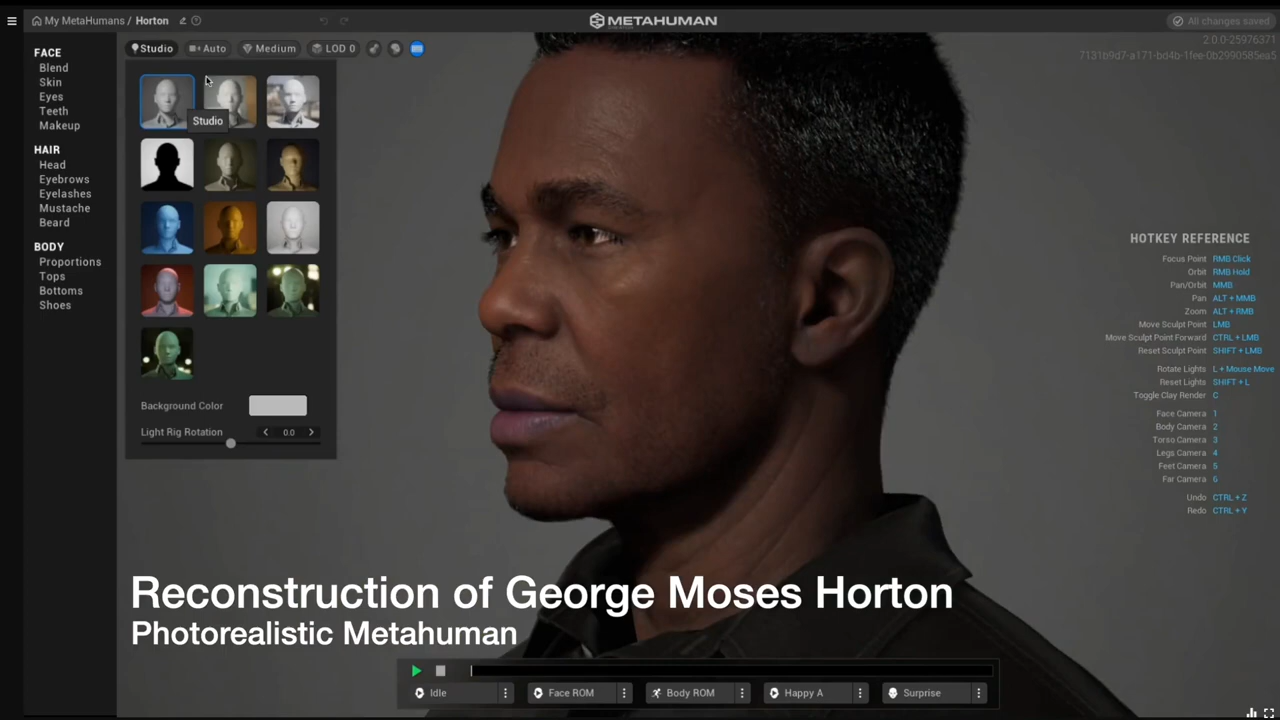 My MetaHumans / Horton
METAHUMAN
All changes saved
2.0.0-25976371
7131b9d7-a171-bd4b-1fee-0b2990585ea5
Studio
Auto
Medium
LOD 0
FACE
Blend
Skin
Eyes
Teeth
Makeup
HAIR
Head
Eyebrows
Eyelashes
Mustache
Beard
BODY
Proportions
Tops
Bottoms
Shoes
Studio
Background Color
Light Rig Rotation 0.0
HOTKEY REFERENCE
Focus Point RMB Click
Orbit RMB Hold
Pan/Orbit MMB
Pan ALT + MMB
Zoom ALT + RMB
Move Sculpt Point LMB
Move Sculpt Point Forward CTRL + LMB
Reset Sculpt Point SHIFT + LMB
Rotate Lights L + Mouse Move
Reset Lights SHIFT + L
Toggle Clay Render C
Face Camera 1
Body Camera 2
Torso Camera 3
Legs Camera 4
Feet Camera 5
Far Camera 6
Undo CTRL + Z
Redo CTRL + Y
Reconstruction of George Moses Horton
Photorealistic Metahuman
Idle
Face ROM
Body ROM
Happy A
Surprise